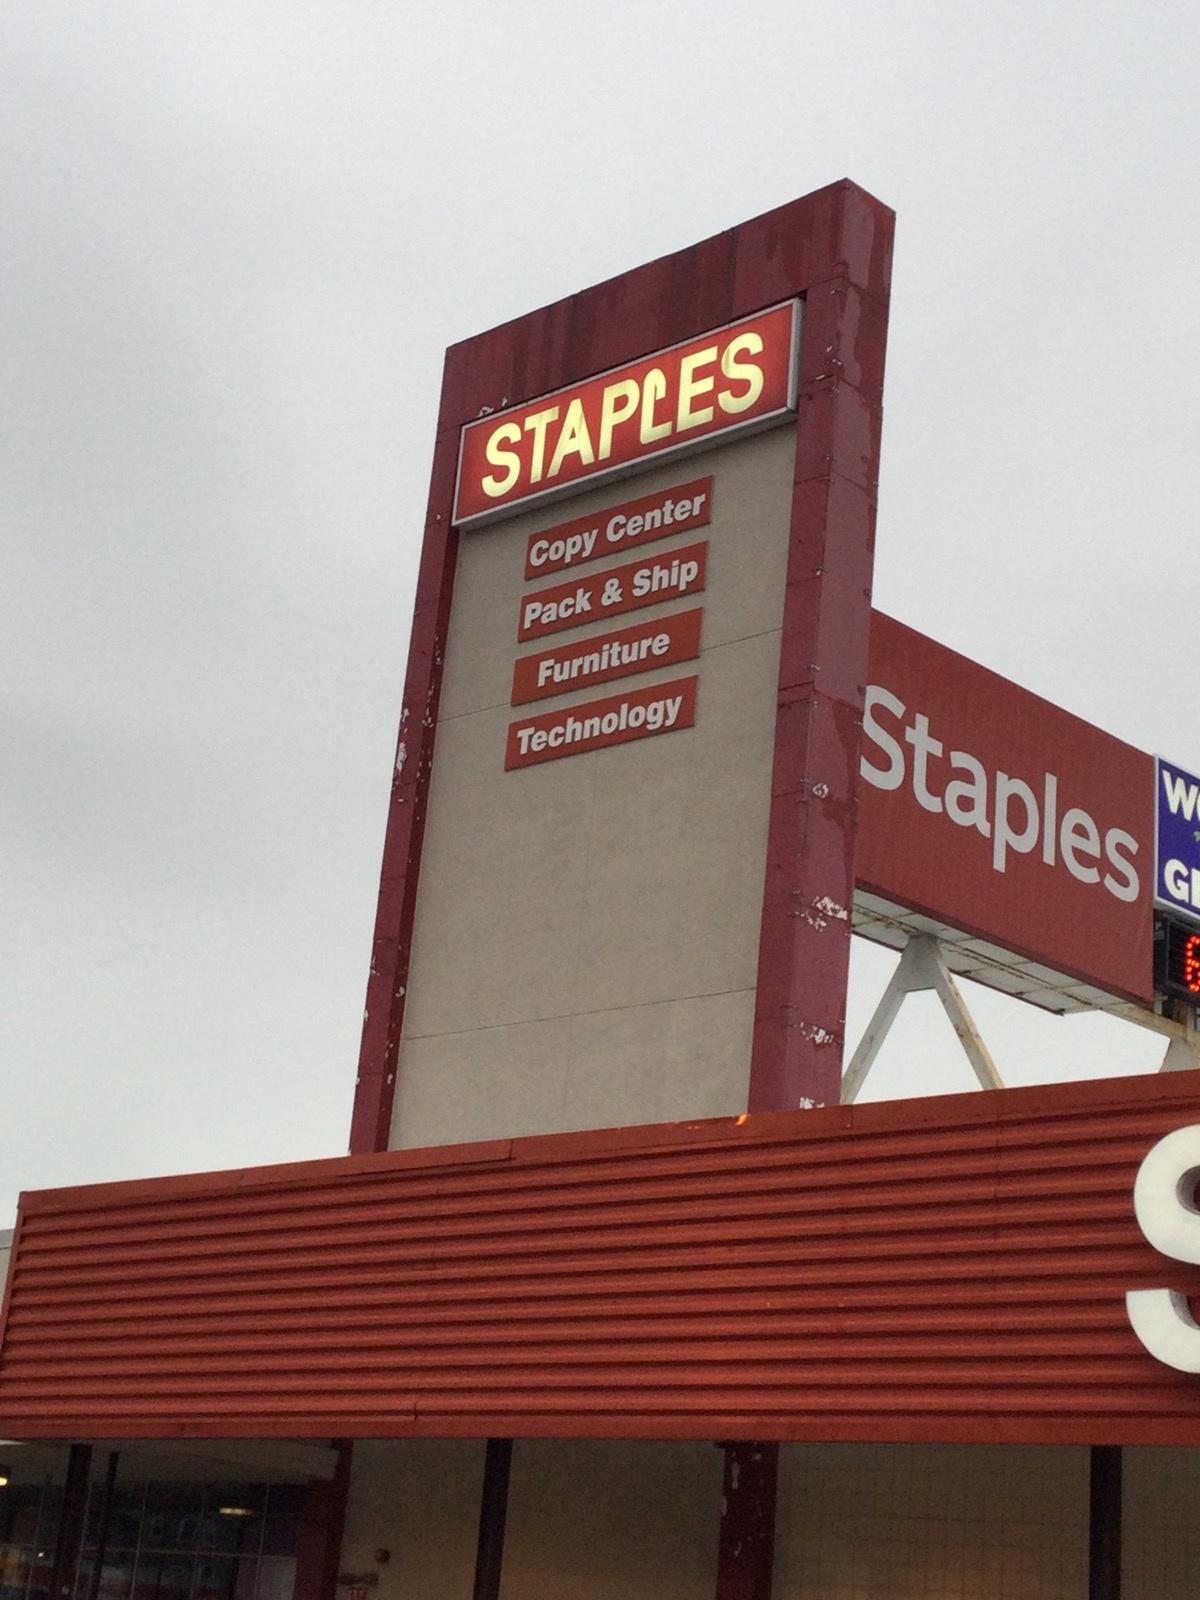 STAPLES
Copy Center
Pack & Ship
Furniture
Technology
Staples
S